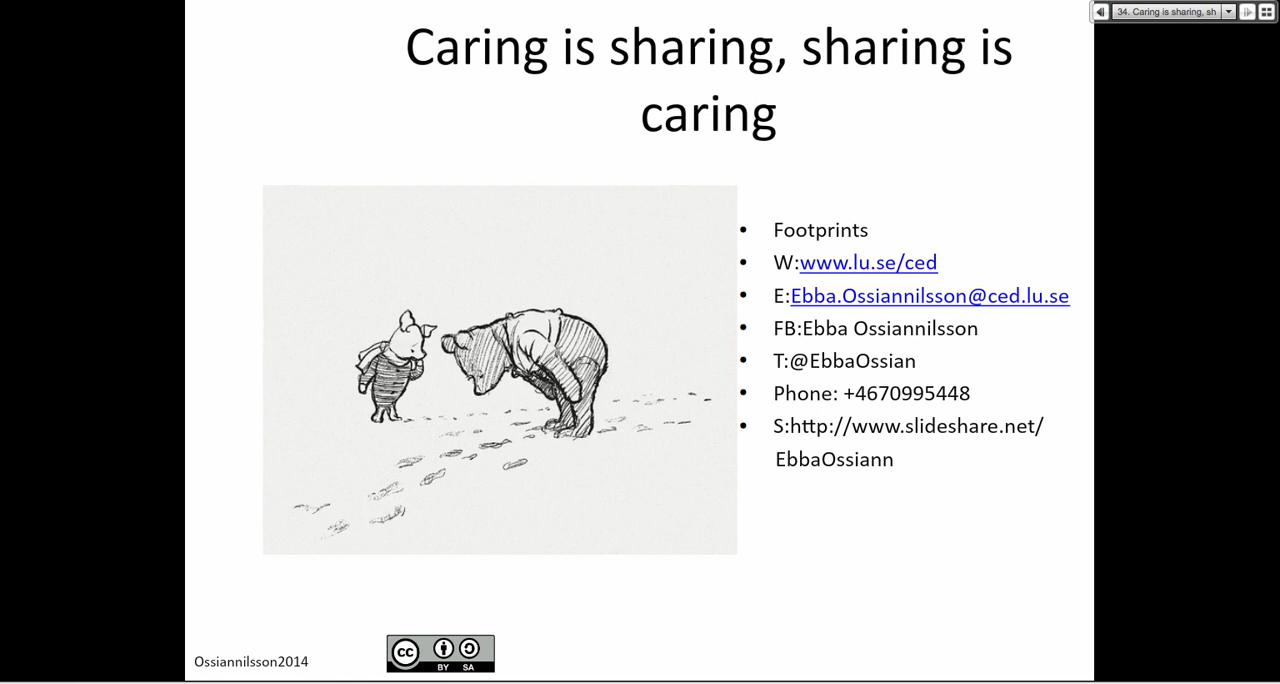 34. Caring is sharing, sh
Caring is sharing, sharing is
caring
• Footprints
• W:www.lu.se/ced
• E:Ebba.Ossiannilsson@ced.lu.se
• FB:Ebba Ossiannilsson
• T:@EbbaOssian
• Phone: +4670995448
• S:http://www.slideshare.net/
EbbaOssiann
Ossiannilsson2014
cc
BY SA